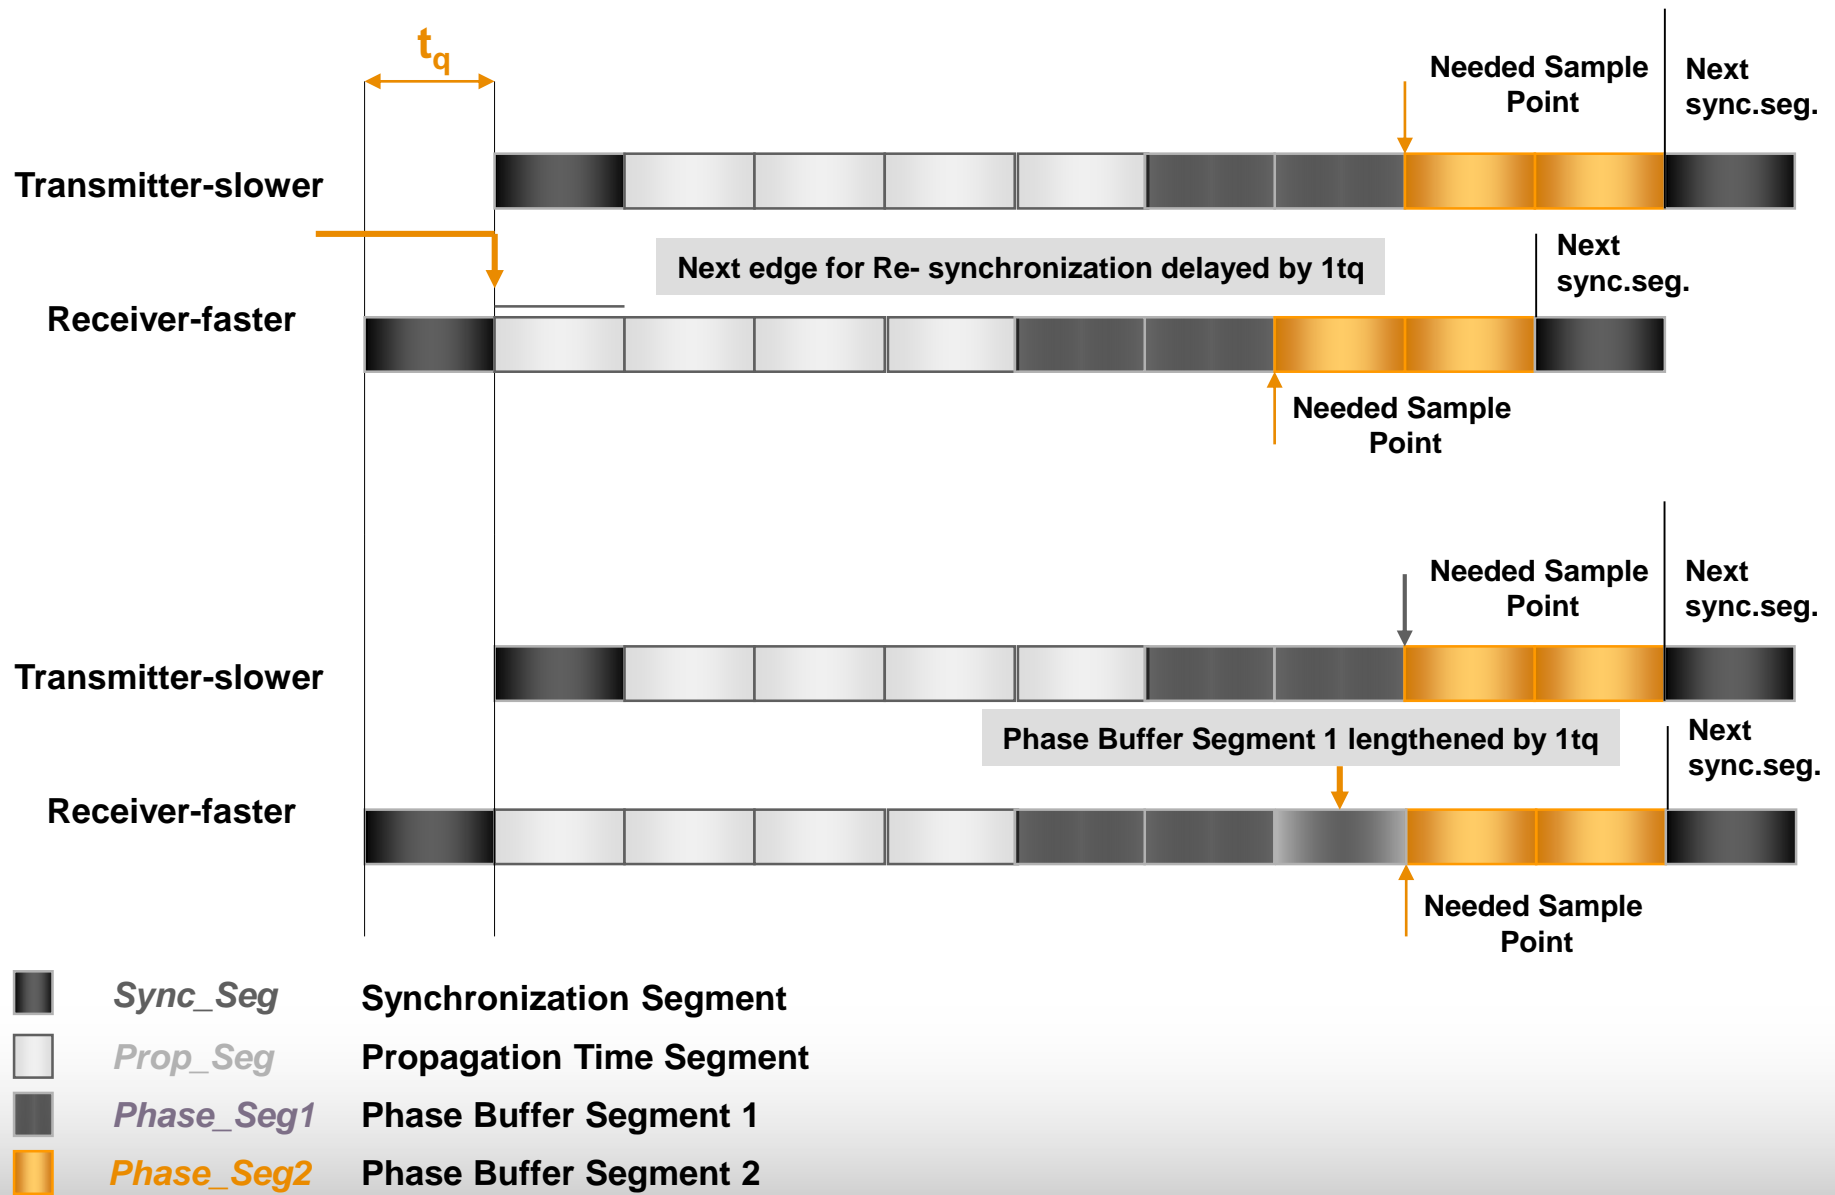 tq
Needed Sample
Point
Next
sync.seg.
Transmitter-slower
Next edge for Re- synchronization delayed by 1tq
Next
sync.seg.
Receiver-faster
Needed Sample
Point
Needed Sample
Point
Next
sync.seg.
Transmitter-slower
Phase Buffer Segment 1 lengthened by 1tq
Next
sync.seg.
Receiver-faster
Needed Sample
Point
Sync_Seg Synchronization Segment
Prop_Seg Propagation Time Segment
Phase_Seg1 Phase Buffer Segment 1
Phase_Seg2 Phase Buffer Segment 2